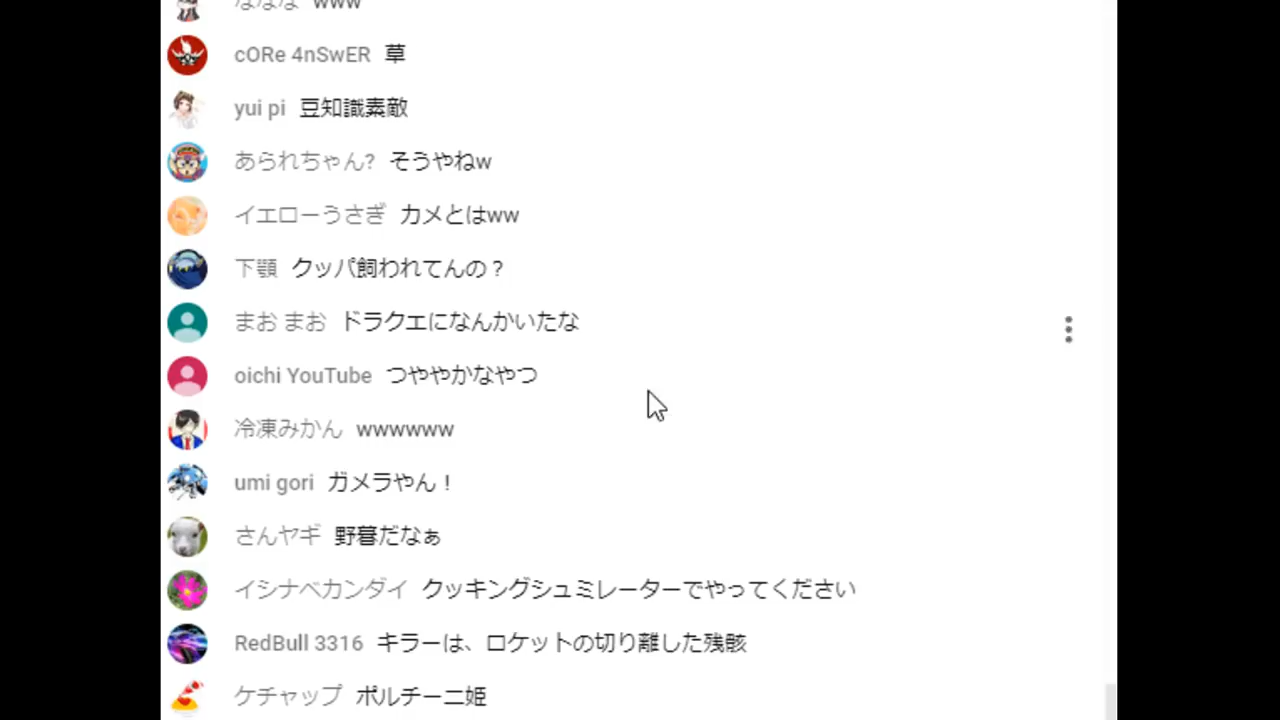 ななな www
cORe 4nSwER 草
yui pi 豆知識素敵
あられちゃん? そうやねw
イエローうさぎ カメとはww
下顎 クッパ飼われてんの？
まお まお ドラクエになんかいたな
oichi YouTube つややかなやつ
冷凍みかん wwwwww
umi gori ガメラやん！
さんヤギ 野暮だなぁ
イシナベカンダイ クッキングシュミレーターでやってください
RedBull 3316 キラーは、ロケットの切り離した残骸
ケチャップ ポルチーニ姫